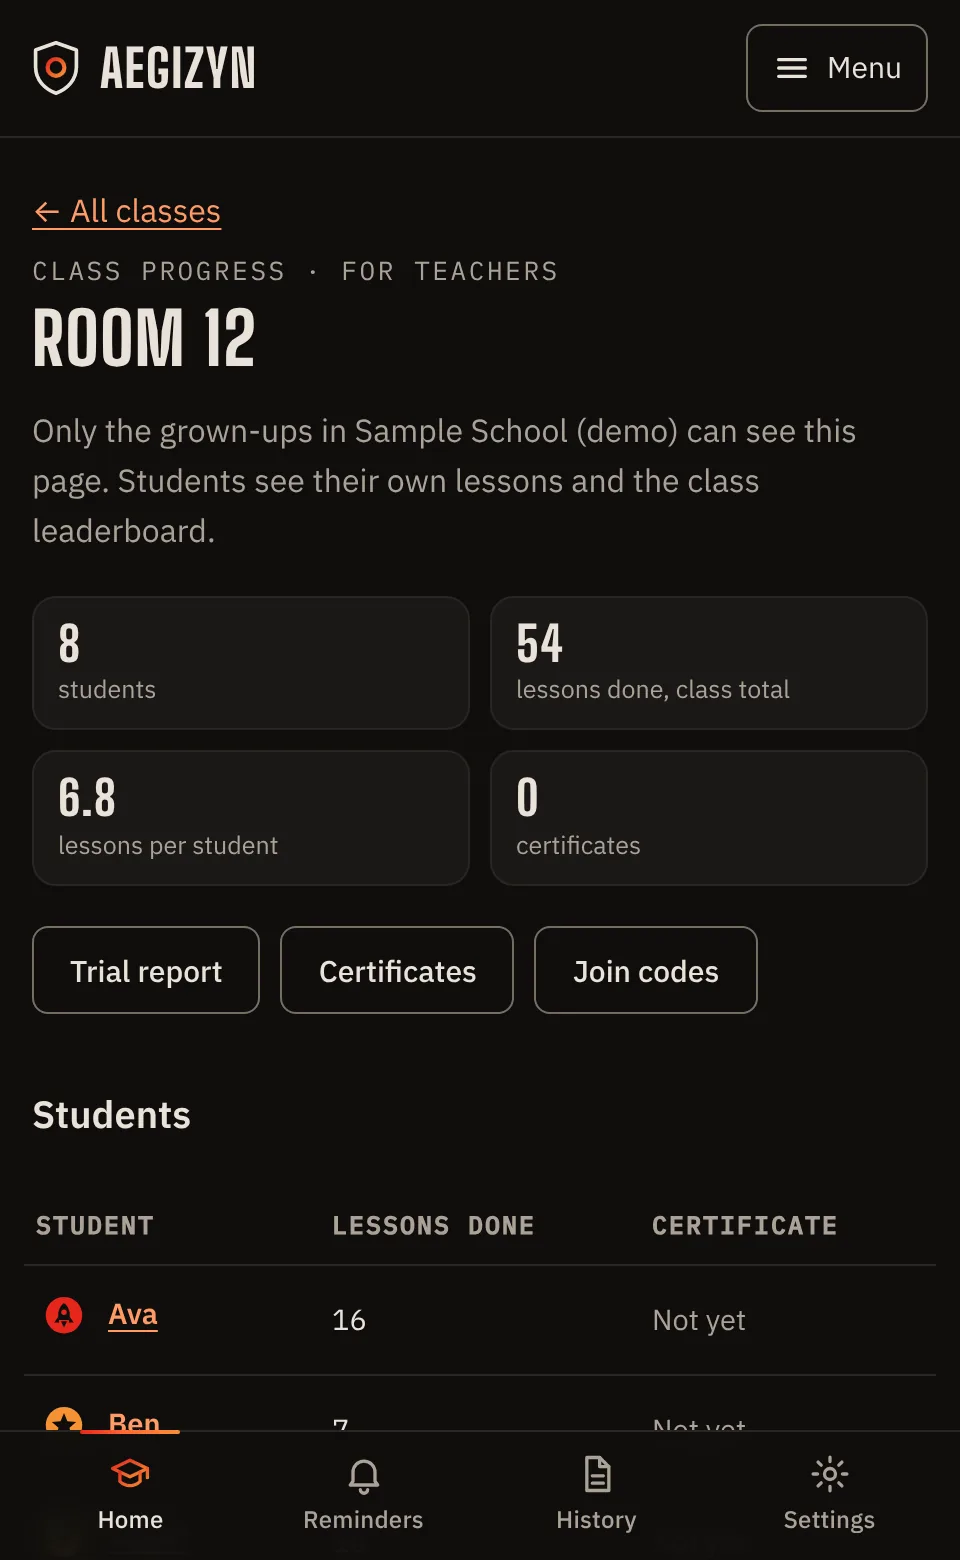 AEGIZYN
Menu
← All classes
CLASS PROGRESS · FOR TEACHERS
ROOM 12
Only the grown-ups in Sample School (demo) can see this
page. Students see their own lessons and the class
leaderboard.
8
students
54
lessons done, class total
6.8
lessons per student
0
certificates
Trial report
Certificates
Join codes
Students
STUDENT LESSONS DONE CERTIFICATE
Ava 16 Not yet
Ben 7 Not yet
Home
Reminders
History
Settings